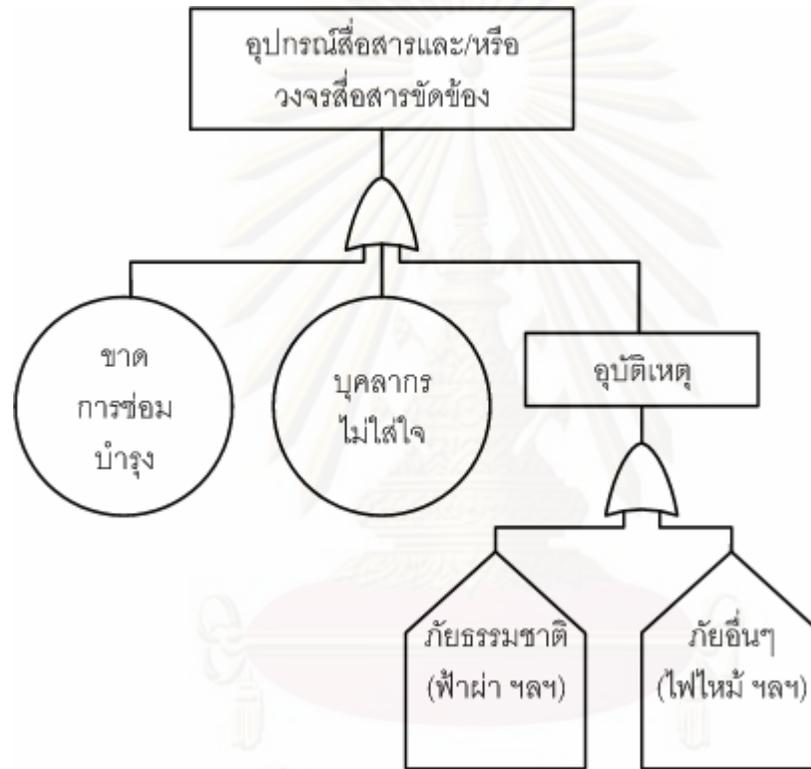 อุปกรณ์สื่อสารและ/หรือ
วงจรสื่อสารขัดข้อง
ขาด
การซ่อม
บำรุง
บุคลากร
ไม่ใส่ใจ
อุบัติเหตุ
ภัยธรรมชาติ
(ฟ้าผ่า ฯลฯ)
ภัยอื่นๆ
(ไฟไหม้ ฯลฯ)